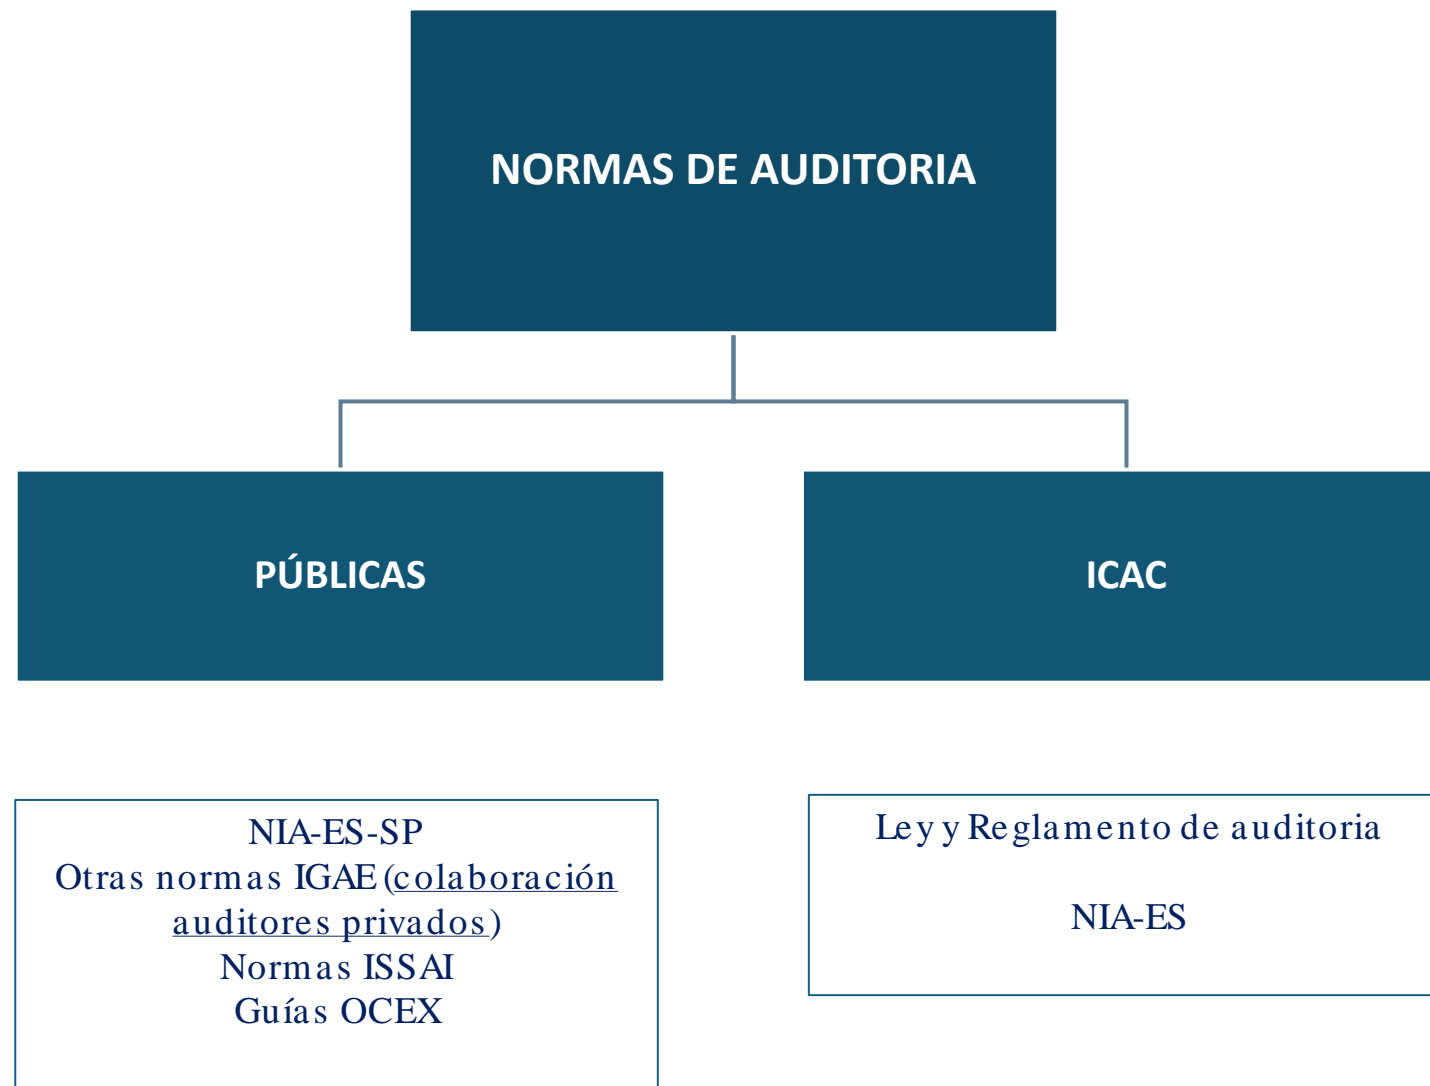 NORMAS DE AUDITORIA
PÚBLICAS
ICAC
NIA-ES-SP
Otras normas IGAE (colaboración
auditores privados)
Normas ISSAI
Guías OCEX
Ley y Reglamento de auditoria
NIA-ES